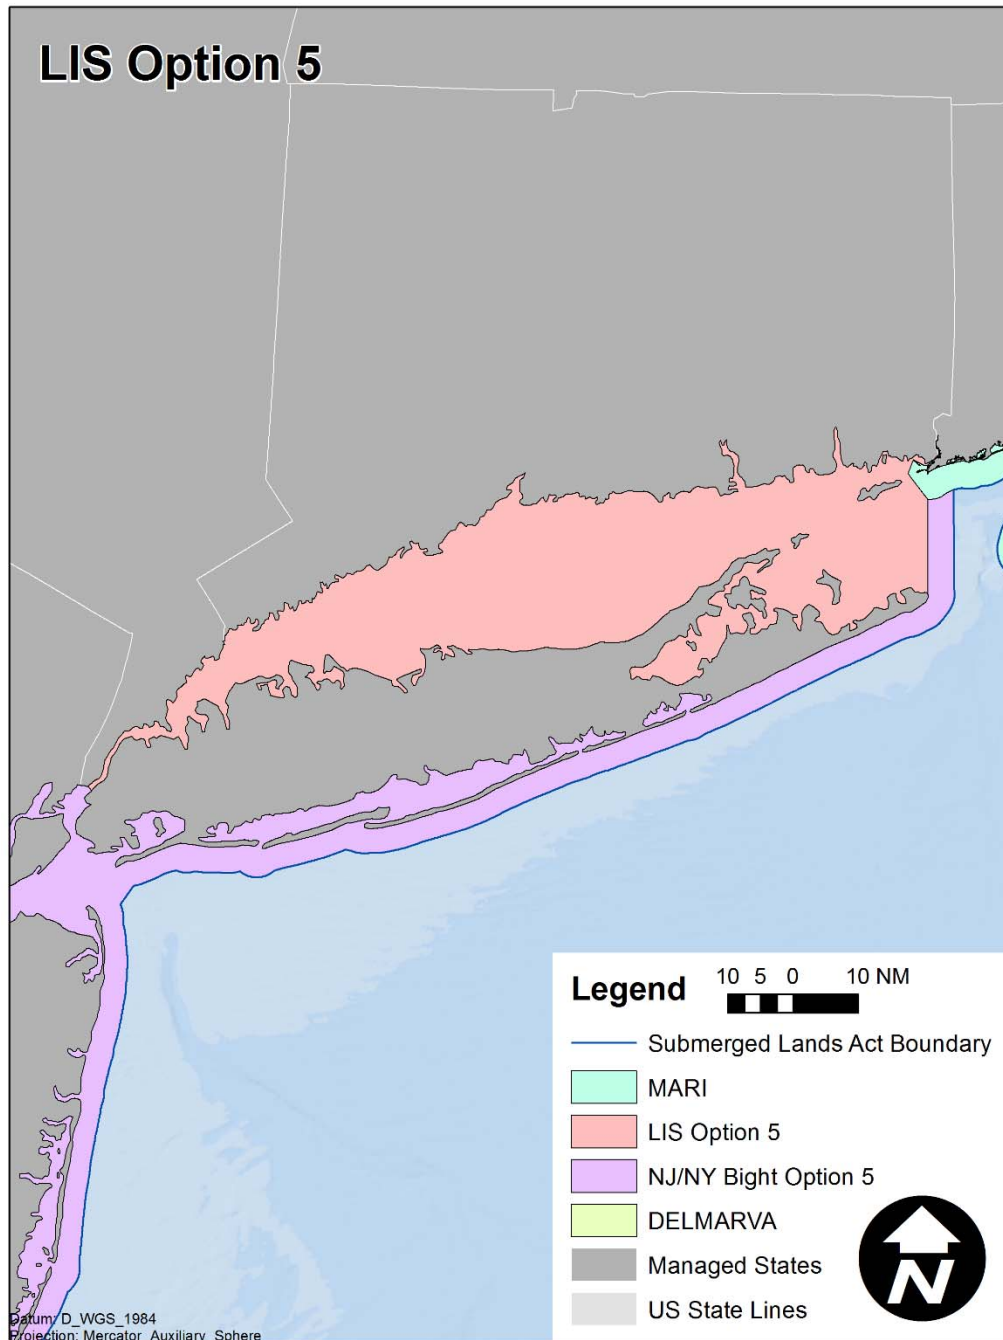 LIS Option 5
Legend
10 5 0 10 NM
Submerged Lands Act Boundary
MARI
LIS Option 5
NJ/NY Bight Option 5
DELMARVA
Managed States
US State Lines
N
Datum: D_WGS_1984
Projection: Mercator_Auxiliary_Sphere